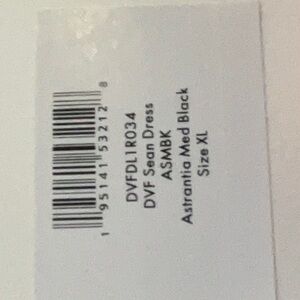 1 95141 53212 8
DVFDL1R034
DVF Sean Dress
ASMBK
Astrantia Med Black
Size XL